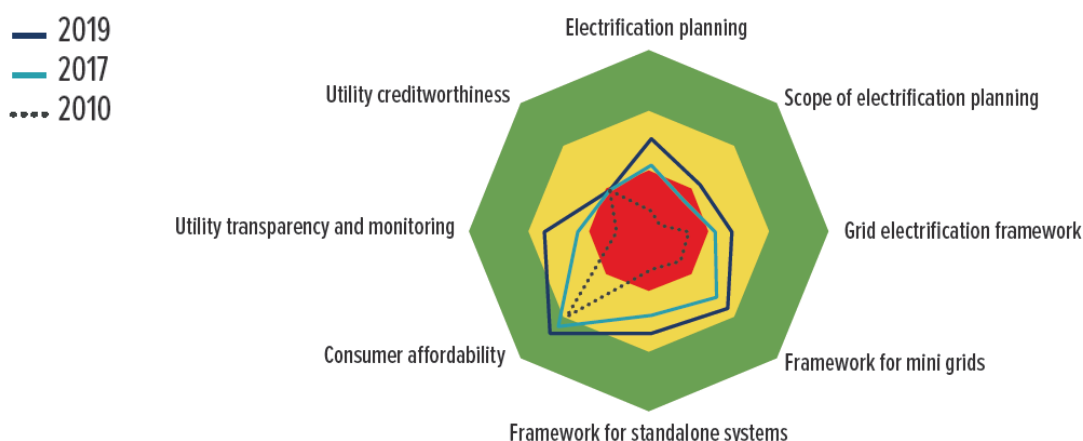 2019
2017
2010
Electrification planning
Utility creditworthiness
Scope of electrification planning
Utility transparency and monitoring
Grid electrification framework
Consumer affordability
Framework for mini grids
Framework for standalone systems